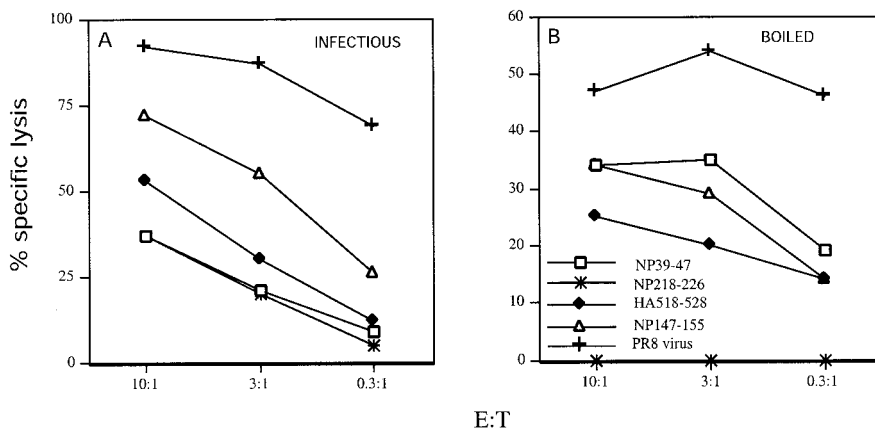 A
INFECTIOUS
% specific lysis
100
75
50
25
0
10:1
3:1
0.3:1
B
BOILED
60
50
40
30
20
10
0
NP39-47
NP218-226
HA518-528
NP147-155
PR8 virus
10:1
3:1
0.3:1
E:T